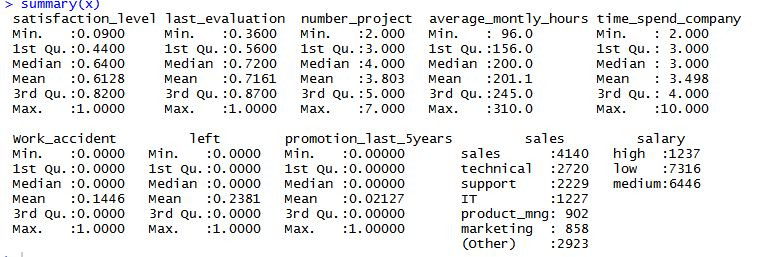 > summary(x)
satisfaction_level last_evaluation number_project average_montly_hours time_spend_company
Min. :0.0900 Min. :0.3600 Min. :2.000 Min. : 96.0 Min. : 2.000
1st Qu.:0.4400 1st Qu.:0.5600 1st Qu.:3.000 1st Qu.:156.0 1st Qu.: 3.000
Median :0.6400 Median :0.7200 Median :4.000 Median :200.0 Median : 3.000
Mean :0.6128 Mean :0.7161 Mean :3.803 Mean :201.1 Mean : 3.498
3rd Qu.:0.8200 3rd Qu.:0.8700 3rd Qu.:5.000 3rd Qu.:245.0 3rd Qu.: 4.000
Max. :1.0000 Max. :1.0000 Max. :7.000 Max. :310.0 Max. :10.000
Work_accident left promotion_last_5years sales salary
Min. :0.0000 Min. :0.0000 Min. :0.00000 sales :4140 high :1237
1st Qu.:0.0000 1st Qu.:0.0000 1st Qu.:0.00000 technical :2720 low :7316
Median :0.0000 Median :0.0000 Median :0.00000 support :2229 medium:6446
Mean :0.1446 Mean :0.2381 Mean :0.02127 IT :1227
3rd Qu.:0.0000 3rd Qu.:0.0000 3rd Qu.:0.00000 product_mng: 902
Max. :1.0000 Max. :1.0000 Max. :1.00000 marketing : 858
(Other) :2923